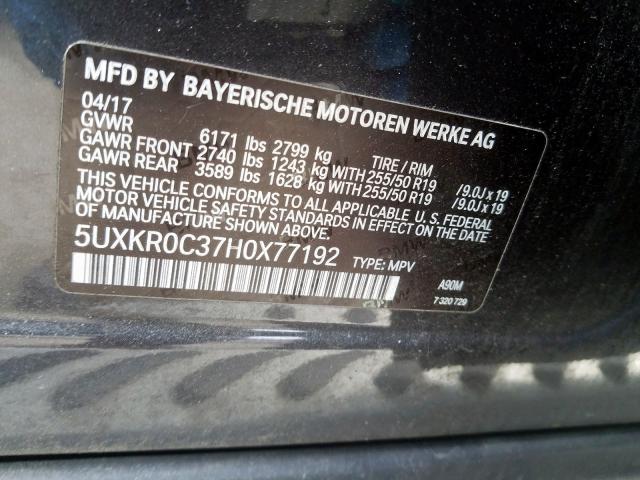 MFD BY BAYERISCHE MOTOREN WERKE AG
04/17
GVWR 6171 lbs 2799 kg TIRE / RIM
GAWR FRONT 2740 lbs 1243 kg WITH 255/50 R19 /9.0J x 19
GAWR REAR 3589 lbs 1628 kg WITH 255/50 R19 /9.0J x 19
THIS VEHICLE CONFORMS TO ALL APPLICABLE U.S. FEDERAL
MOTOR VEHICLE SAFETY STANDARDS IN EFFECT ON THE DATE
OF MANUFACTURE SHOWN ABOVE.
5UXKR0C37H0X77192 TYPE: MPV
A90M
7 320 729